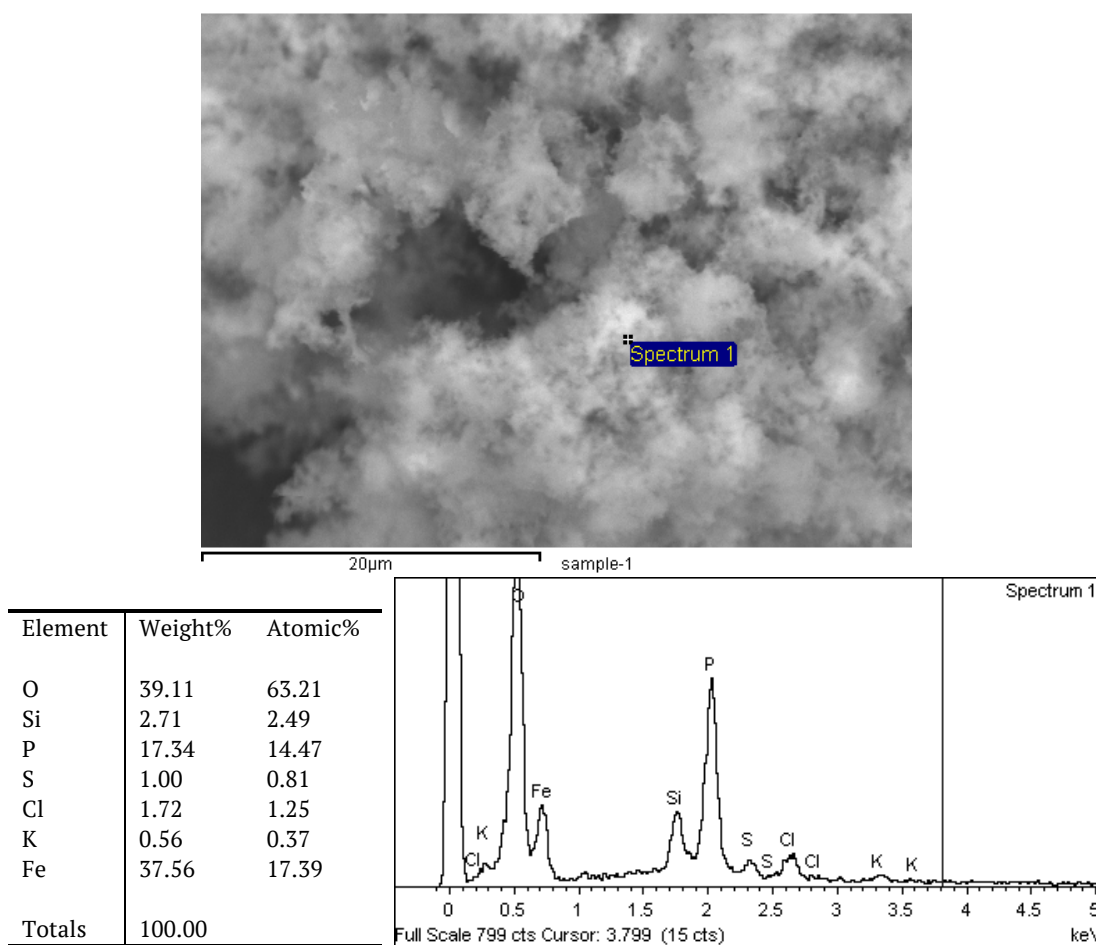 Spectrum 1
20µm sample-1
Element Weight% Atomic%
O 39.11 63.21
Si 2.71 2.49
P 17.34 14.47
S 1.00 0.81
Cl 1.72 1.25
K 0.56 0.37
Fe 37.56 17.39
Totals 100.00
Spectrum 1
O
P
Fe
Si
K
Cl
S
S
Cl
Cl
K
K
0 0.5 1 1.5 2 2.5 3 3.5 4 4.5 5
Full Scale 799 cts Cursor: 3.799 (15 cts) keV